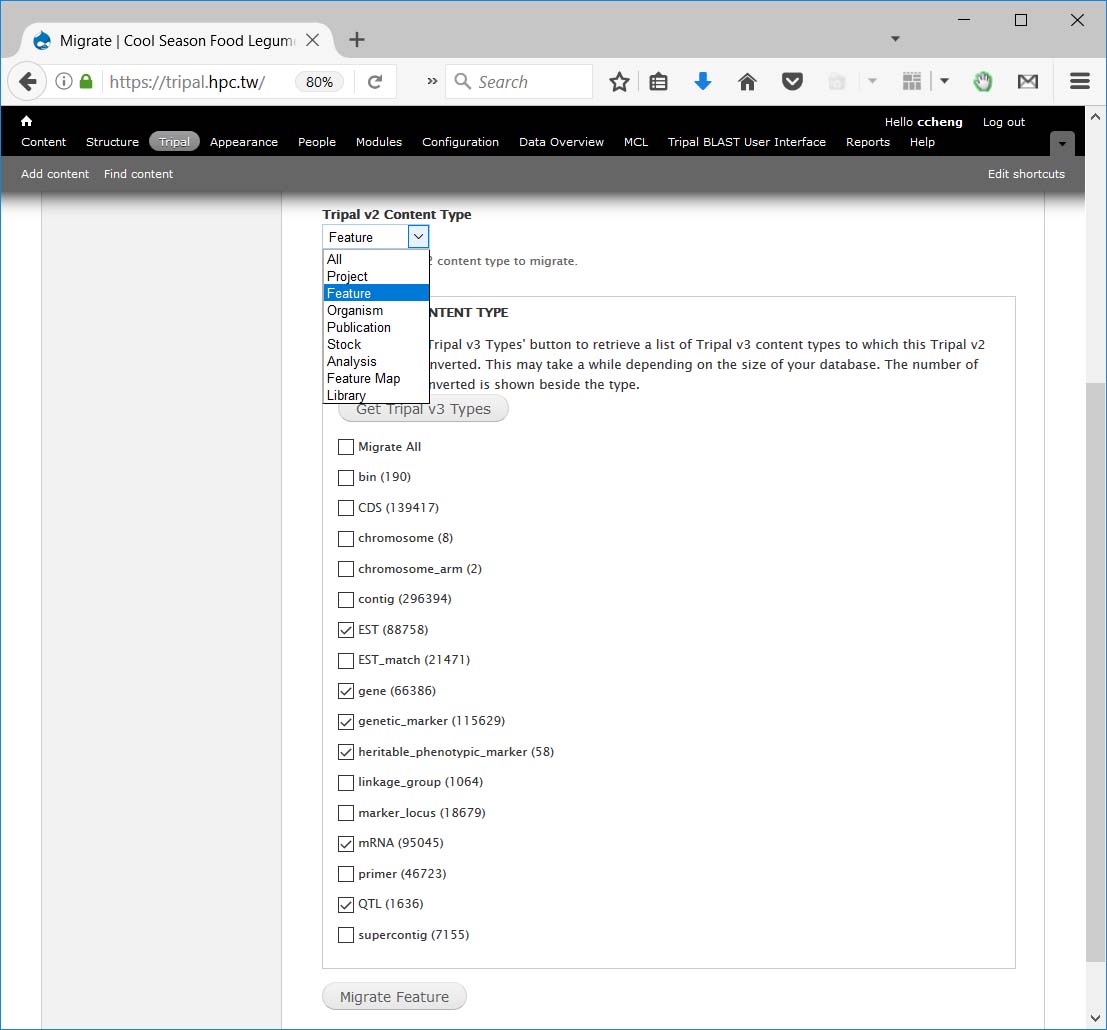 Migrate | Cool Season Food Legum
https://tripal.hpc.tw/
80%
Search
Hello ccheng Log out
Content Structure Tripal Appearance People Modules Configuration Data Overview MCL Tripal BLAST User Interface Reports Help
Add content Find content Edit shortcuts
Tripal v2 Content Type
Feature
All
2 content type to migrate.
Project
Feature
Organism
NTENT TYPE
Publication
Stock
Tripal v3 Types' button to retrieve a list of Tripal v3 content types to which this Tripal v2
Analysis
nverted. This may take a while depending on the size of your database. The number of
Feature Map
nverted is shown beside the type.
Library
Get Tripal v3 Types
Migrate All
bin (190)
CDS (139417)
chromosome (8)
chromosome_arm (2)
contig (296394)
EST (88758)
EST_match (21471)
gene (66386)
genetic_marker (115629)
heritable_phenotypic_marker (58)
linkage_group (1064)
marker_locus (18679)
mRNA (95045)
primer (46723)
QTL (1636)
supercontig (7155)
Migrate Feature